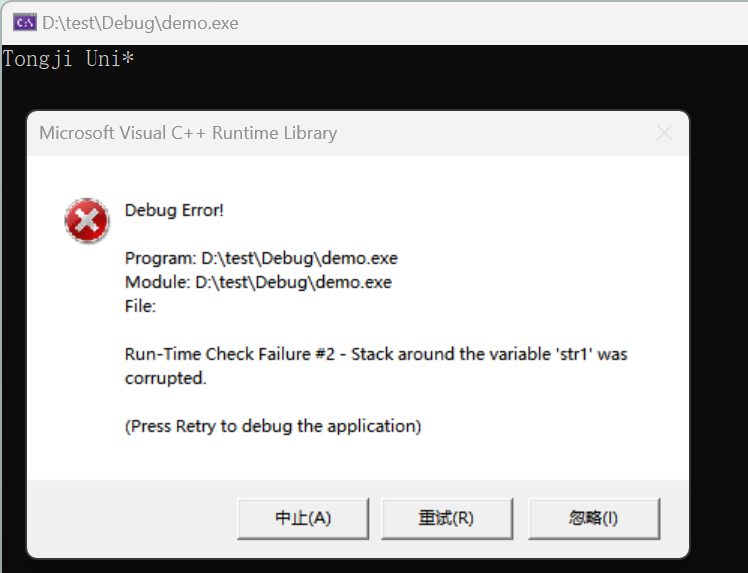 D:\test\Debug\demo.exe
Tongji Uni*
Microsoft Visual C++ Runtime Library
Debug Error!
Program: D:\test\Debug\demo.exe
Module: D:\test\Debug\demo.exe
File:
Run-Time Check Failure #2 - Stack around the variable 'str1' was
corrupted.
(Press Retry to debug the application)
中止(A) 重试(R) 忽略(I)